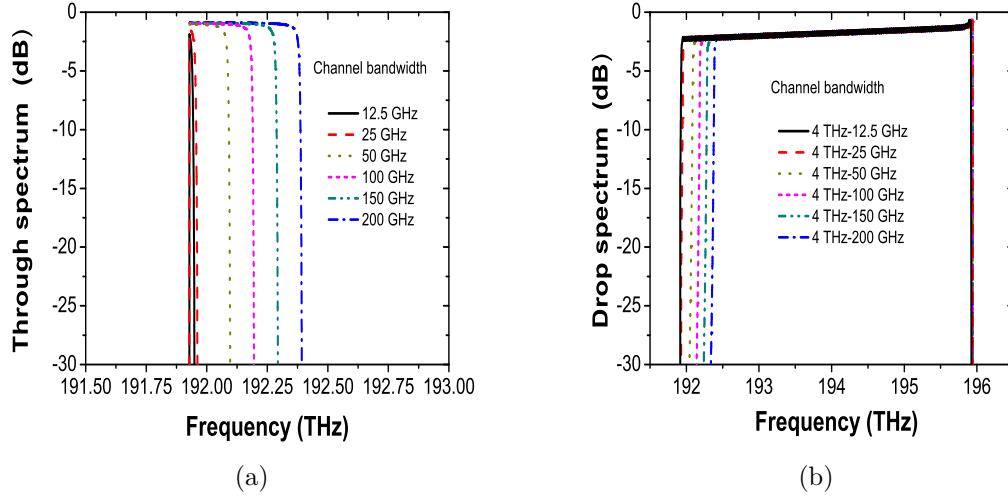 Through spectrum (dB)
0
-5
-10
-15
-20
-25
-30
Channel bandwidth
12.5 GHz
25 GHz
50 GHz
100 GHz
150 GHz
200 GHz
191.50 191.75 192.00 192.25 192.50 192.75 193.00
Frequency (THz)
(a)
Drop spectrum (dB)
0
-5
-10
-15
-20
-25
-30
Channel bandwidth
4 THz-12.5 GHz
4 THz-25 GHz
4 THz-50 GHz
4 THz-100 GHz
4 THz-150 GHz
4 THz-200 GHz
192 193 194 195 196
Frequency (THz)
(b)